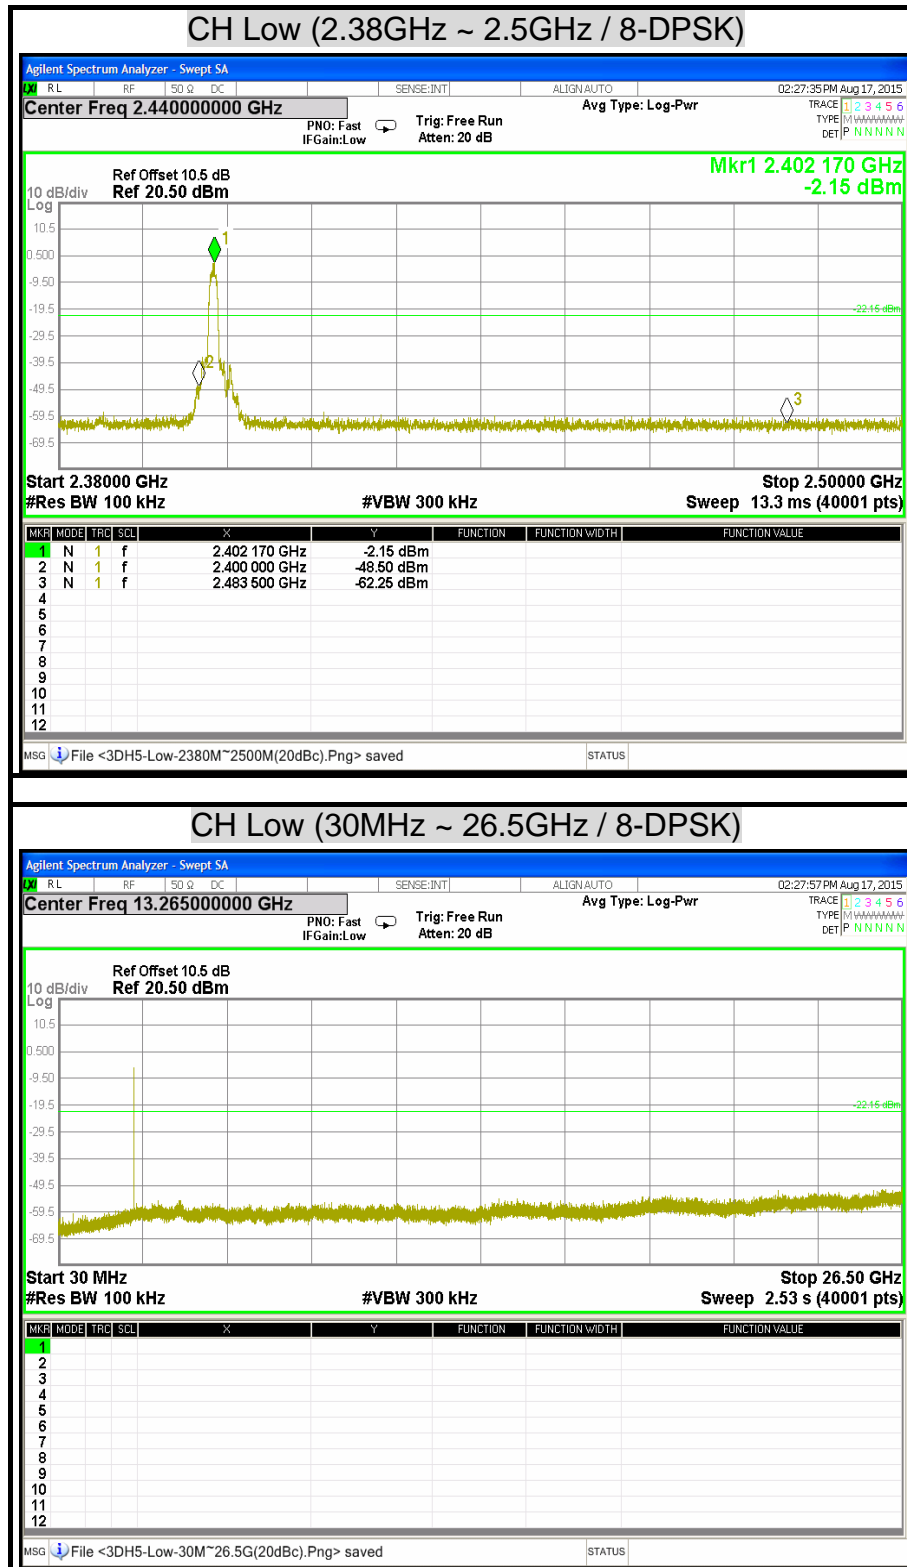 CH Low (2.38GHz ~ 2.5GHz / 8-DPSK)
Agilent Spectrum Analyzer - Swept SA
LXI RL RF 50 Ω DC SENSE:INT ALIGN AUTO 02:27:35 PM Aug 17, 2015
Center Freq 2.440000000 GHz Avg Type: Log-Pwr TRACE 1 2 3 4 5 6
PNO: Fast Trig: Free Run TYPE M
IFGain:Low Atten: 20 dB DET P N N N N N
Mkr1 2.402 170 GHz
-2.15 dBm
Ref Offset 10.5 dB
10 dB/div Ref 20.50 dBm
Log
10.5
0.500
-9.50
-19.5
-29.5
-39.5
-49.5
-59.5
-69.5
1
2
3
-22.15 dBm
Start 2.38000 GHz Stop 2.50000 GHz
#Res BW 100 kHz #VBW 300 kHz Sweep 13.3 ms (40001 pts)
MKR MODE TRC SCL X Y FUNCTION FUNCTION WIDTH FUNCTION VALUE
1 N 1 f 2.402 170 GHz -2.15 dBm
2 N 1 f 2.400 000 GHz -48.50 dBm
3 N 1 f 2.483 500 GHz -62.25 dBm
4
5
6
7
8
9
10
11
12
MSG File <3DH5-Low-2380M~2500M(20dBc).Png> saved STATUS
CH Low (30MHz ~ 26.5GHz / 8-DPSK)
Agilent Spectrum Analyzer - Swept SA
LXI RL RF 50 Ω DC SENSE:INT ALIGN AUTO 02:27:57 PM Aug 17, 2015
Center Freq 13.265000000 GHz Avg Type: Log-Pwr TRACE 1 2 3 4 5 6
PNO: Fast Trig: Free Run TYPE M
IFGain:Low Atten: 20 dB DET P N N N N N
Ref Offset 10.5 dB
10 dB/div Ref 20.50 dBm
Log
10.5
0.500
-9.50
-19.5
-29.5
-39.5
-49.5
-59.5
-69.5
-22.15 dBm
Start 30 MHz Stop 26.50 GHz
#Res BW 100 kHz #VBW 300 kHz Sweep 2.53 s (40001 pts)
MKR MODE TRC SCL X Y FUNCTION FUNCTION WIDTH FUNCTION VALUE
1
2
3
4
5
6
7
8
9
10
11
12
MSG File <3DH5-Low-30M~26.5G(20dBc).Png> saved STATUS